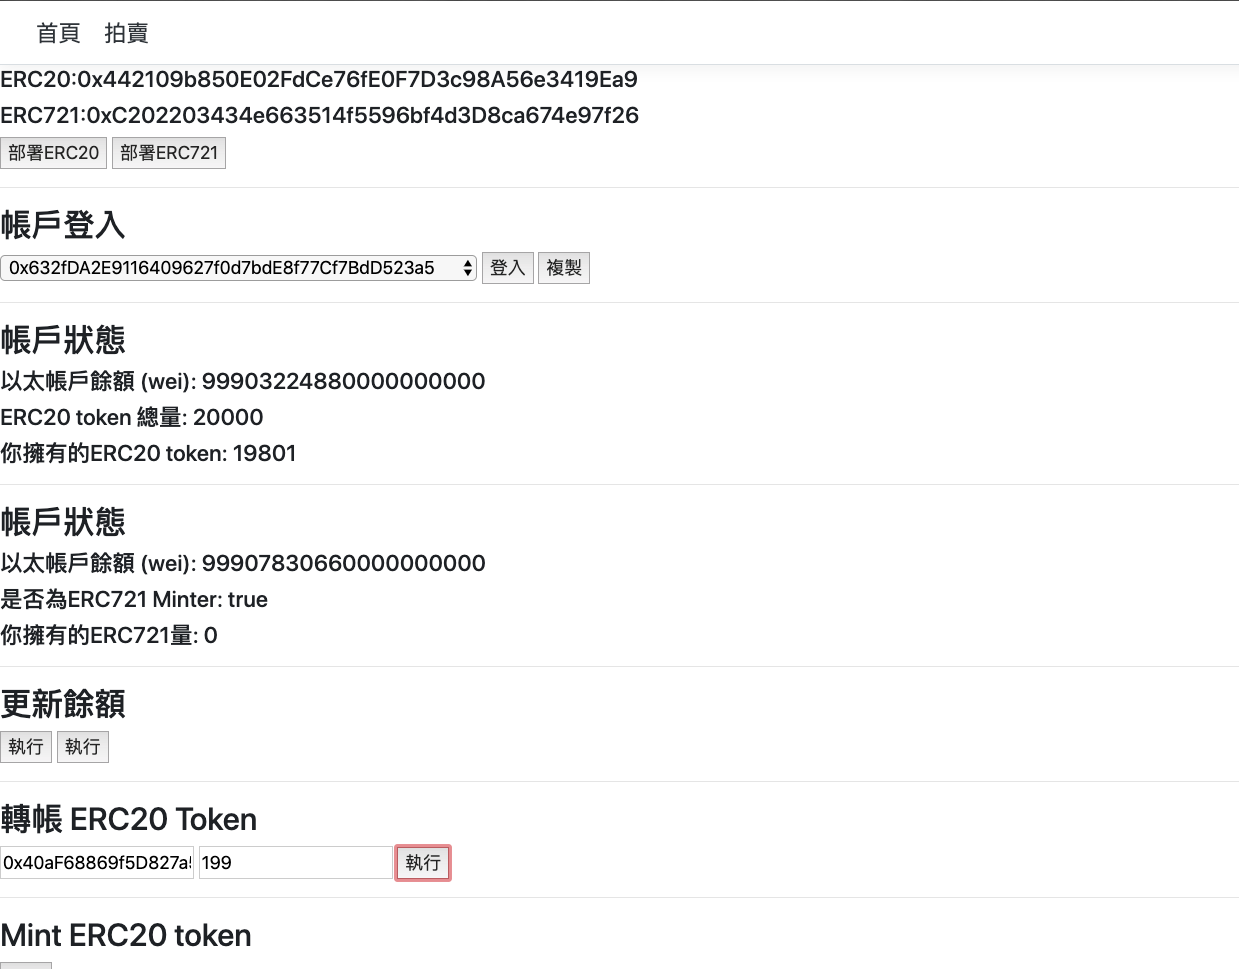 首頁 拍賣
ERC20:0x442109b850E02FdCe76fE0F7D3c98A56e3419Ea9
ERC721:0xC202203434e663514f5596bf4d3D8ca674e97f26
部署ERC20 部署ERC721
帳戶登入
0x632fDA2E9116409627f0d7bdE8f77Cf7BdD523a5 登入 複製
帳戶狀態
以太帳戶餘額 (wei): 99903224880000000000
ERC20 token 總量: 20000
你擁有的ERC20 token: 19801
帳戶狀態
以太帳戶餘額 (wei): 99907830660000000000
是否為ERC721 Minter: true
你擁有的ERC721量: 0
更新餘額
執行 執行
轉帳 ERC20 Token
0x40aF68869f5D827a 199 執行
Mint ERC20 token